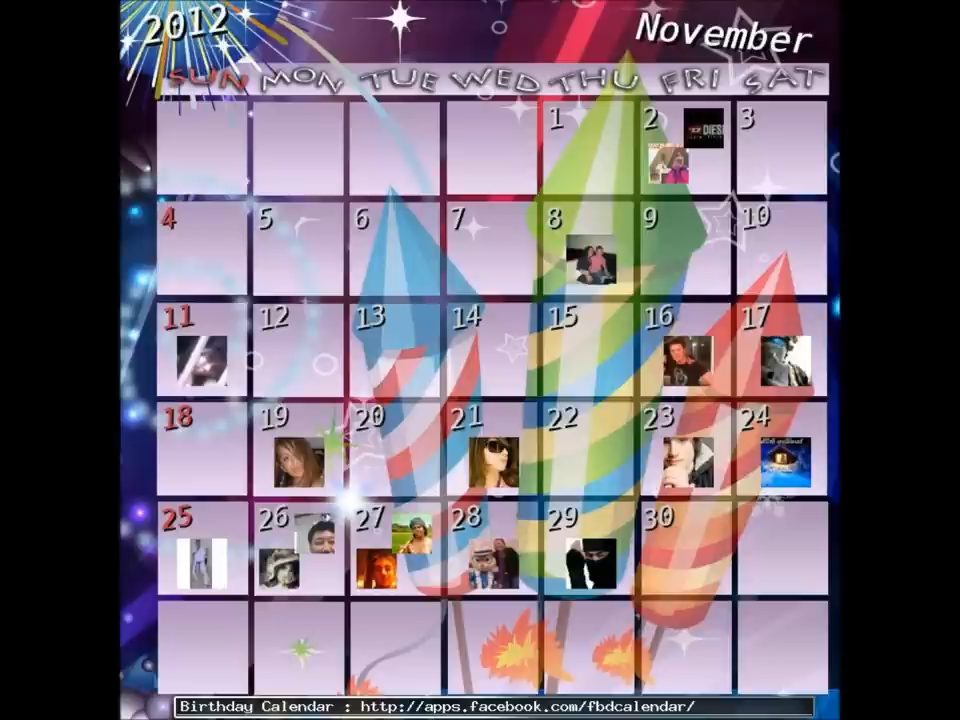 2012
November
SUN MON TUE WED THU FRI SAT
1 2 3
DIES
4 5 6 7 8 9 10
11 12 13 14 15 16 17
18 19 20 21 22 23 24
25 26 27 28 29 30
Birthday Calendar : http://apps.facebook.com/fbdcalendar/